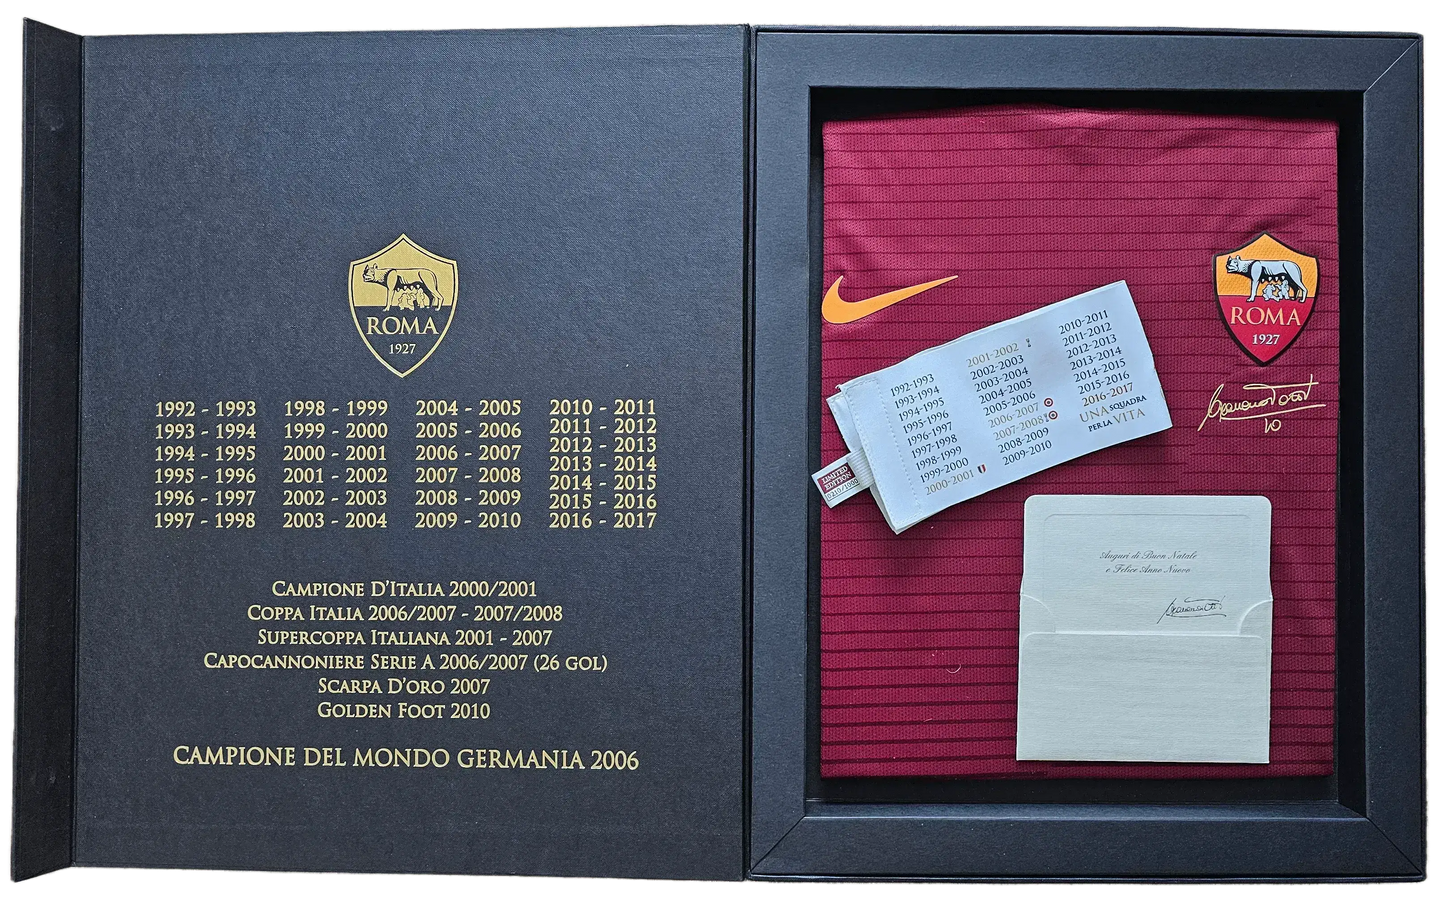 ROMA
1927
1992 - 1993
1993 - 1994
1994 - 1995
1995 - 1996
1996 - 1997
1997 - 1998
1998 - 1999
1999 - 2000
2000 - 2001
2001 - 2002
2002 - 2003
2003 - 2004
2004 - 2005
2005 - 2006
2006 - 2007
2007 - 2008
2008 - 2009
2009 - 2010
2010 - 2011
2011 - 2012
2012 - 2013
2013 - 2014
2014 - 2015
2015 - 2016
2016 - 2017
CAMPIONE D'ITALIA 2000/2001
COPPA ITALIA 2006/2007 - 2007/2008
SUPERCOPPA ITALIANA 2001 - 2007
CAPOCANNONIERE SERIE A 2006/2007 (26 GOL)
SCARPA D'ORO 2007
GOLDEN FOOT 2010
CAMPIONE DEL MONDO GERMANIA 2006
ROMA
1927
10
1992-1993
1993-1994
1994-1995
1995-1996
1996-1997
1997-1998
1998-1999
1999-2000
2000-2001
2001-2002
2002-2003
2003-2004
2004-2005
2005-2006
2006-2007
2007-2008
2008-2009
2009-2010
2010-2011
2011-2012
2012-2013
2013-2014
2014-2015
2015-2016
2016-2017
UNA SQUADRA
PER LA VITA
LIMITED
EDITION
Auguri di Buon Natale
e Felice Anno Nuovo